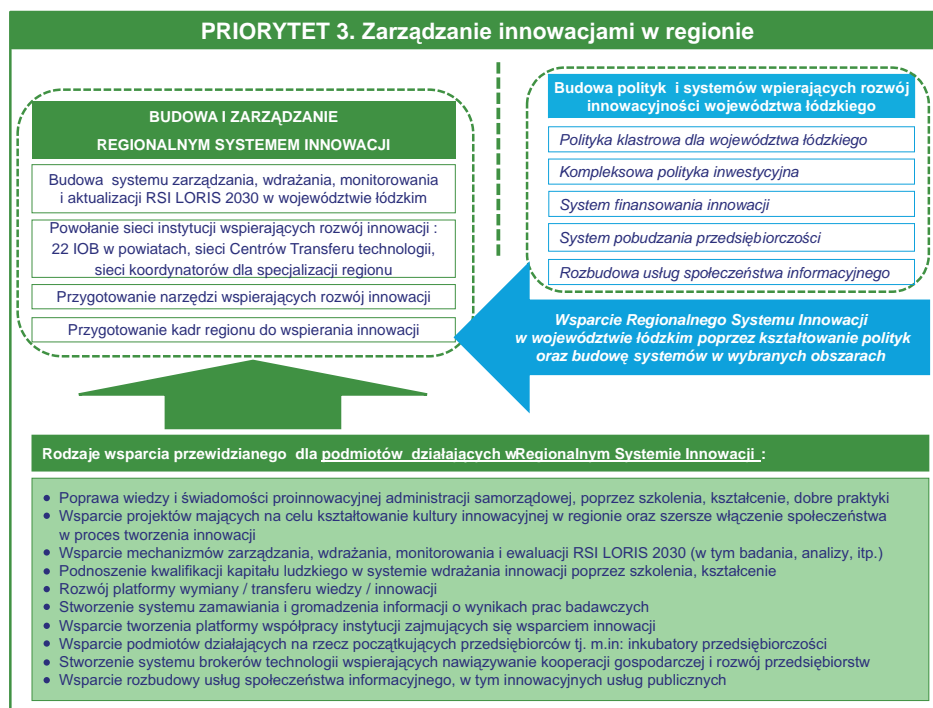 PRIORYTET 3. Zarządzanie innowacjami w regionie
BUDOWA I ZARZĄDZANIE
REGIONALNYM SYSTEMEM INNOWACJI
Budowa systemu zarządzania, wdrażania, monitorowania
i aktualizacji RSI LORIS 2030 w województwie łódzkim
Powołanie sieci instytucji wspierających rozwój innowacji :
22 IOB w powiatach, sieci Centrów Transferu technologii,
sieci koordynatorów dla specjalizacji regionu
Przygotowanie narzędzi wspierających rozwój innowacji
Przygotowanie kadr regionu do wspierania innowacji
Budowa polityk i systemów wpierających rozwój
innowacyjności województwa łódzkiego
Polityka klastrowa dla województwa łódzkiego
Kompleksowa polityka inwestycyjna
System finansowania innowacji
System pobudzania przedsiębiorczości
Rozbudowa usług społeczeństwa informacyjnego
Wsparcie Regionalnego Systemu Innowacji
w województwie łódzkim poprzez kształtowanie polityk
oraz budowę systemów w wybranych obszarach
Rodzaje wsparcia przewidzianego dla podmiotów działających wRegionalnym Systemie Innowacji :
• Poprawa wiedzy i świadomości proinnowacyjnej administracji samorządowej, poprzez szkolenia, kształcenie, dobre praktyki
• Wsparcie projektów mających na celu kształtowanie kultury innowacyjnej w regionie oraz szersze włączenie społeczeństwa
w proces tworzenia innowacji
• Wsparcie mechanizmów zarządzania, wdrażania, monitorowania i ewaluacji RSI LORIS 2030 (w tym badania, analizy, itp.)
• Podnoszenie kwalifikacji kapitału ludzkiego w systemie wdrażania innowacji poprzez szkolenia, kształcenie
• Rozwój platformy wymiany / transferu wiedzy / innowacji
• Stworzenie systemu zamawiania i gromadzenia informacji o wynikach prac badawczych
• Wsparcie tworzenia platformy współpracy instytucji zajmujących się wsparciem innowacji
• Wsparcie podmiotów działających na rzecz początkujących przedsiębiorców tj. m.in: inkubatory przedsiębiorczości
• Stworzenie systemu brokerów technologii wspierających nawiązywanie kooperacji gospodarczej i rozwój przedsiębiorstw
• Wsparcie rozbudowy usług społeczeństwa informacyjnego, w tym innowacyjnych usług publicznych